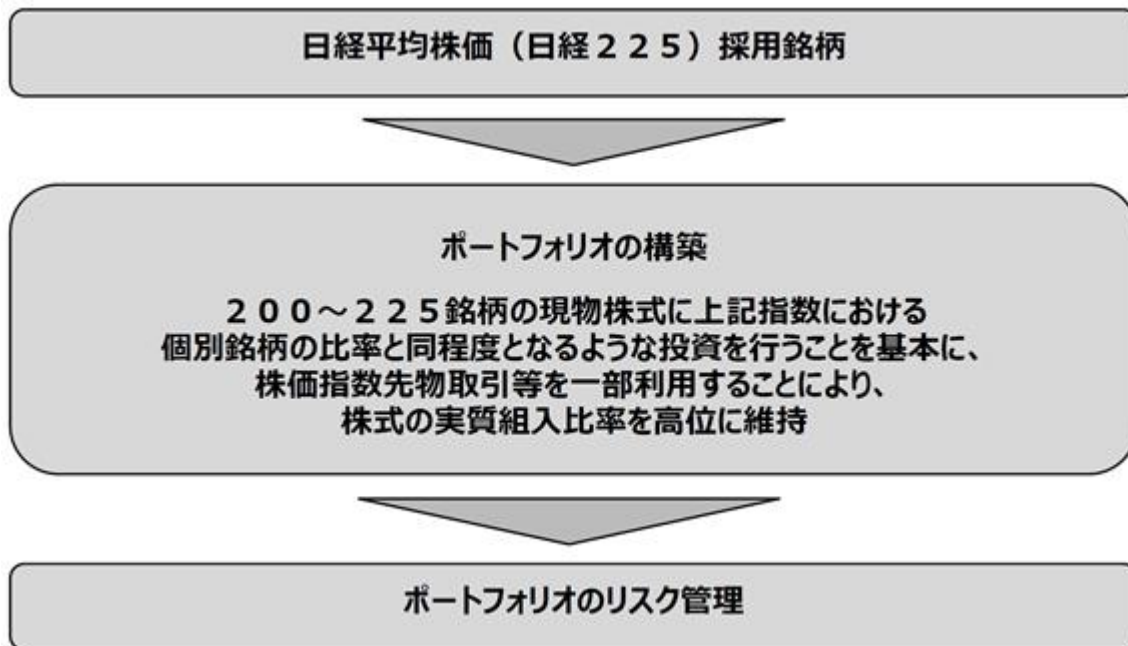 日経平均株価（日経２２５）採用銘柄
ポートフォリオの構築
２００～２２５銘柄の現物株式に上記指数における
個別銘柄の比率と同程度となるような投資を行うことを基本に、
株価指数先物取引等を一部利用することにより、
株式の実質組入比率を高位に維持
ポートフォリオのリスク管理